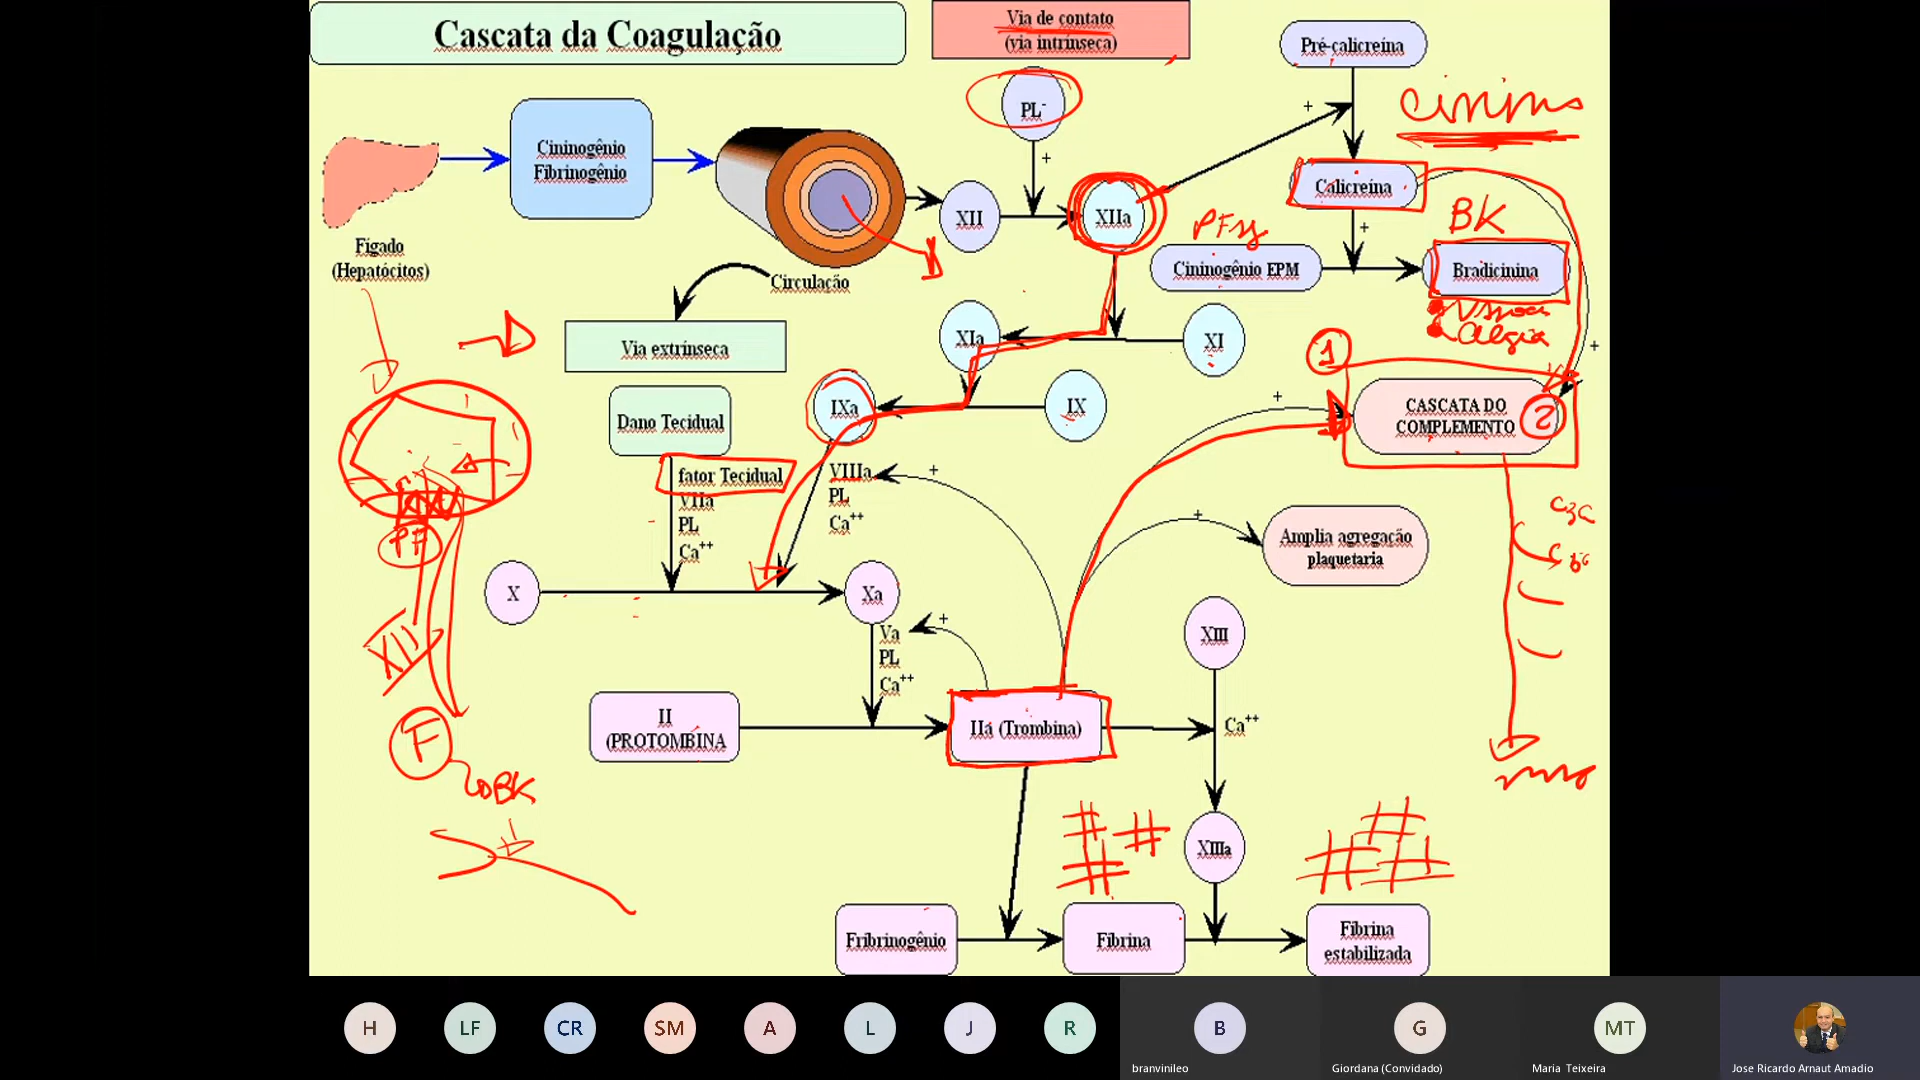 Cascata da Coagulação
Via de contato
(via intrínseca)
Pré-calicreína
PL-
+
+
Cininogênio
Fibrinogênio
XII
XIIa
Calicreína
+
BK
PFN
Cininogênio EPM
Bradicinina
Algia
Fígado
(Hepatócitos)
Circulação
Via extrínseca
XIa
XI
+
1
Dano Tecidual
IXa
IX
+
CASCATA DO
COMPLEMENTO
2
fator Tecidual
VIIa
PL
Ca++
VIIIa
PL
Ca++
+
+
Amplia agregação
plaquetaria
PF
X
Xa
+
Va
PL
Ca++
XIII
XII
II
(PROTOMBINA
IIa (Trombina)
Ca++
F
BK
XIIIa
Fribrinogênio
Fibrina
Fibrina
estabilizada
H
LF
CR
SM
A
L
J
R
B
G
MT
branvinileo
Giordana (Convidado)
Maria Teixeira
Jose Ricardo Arnaut Amadio